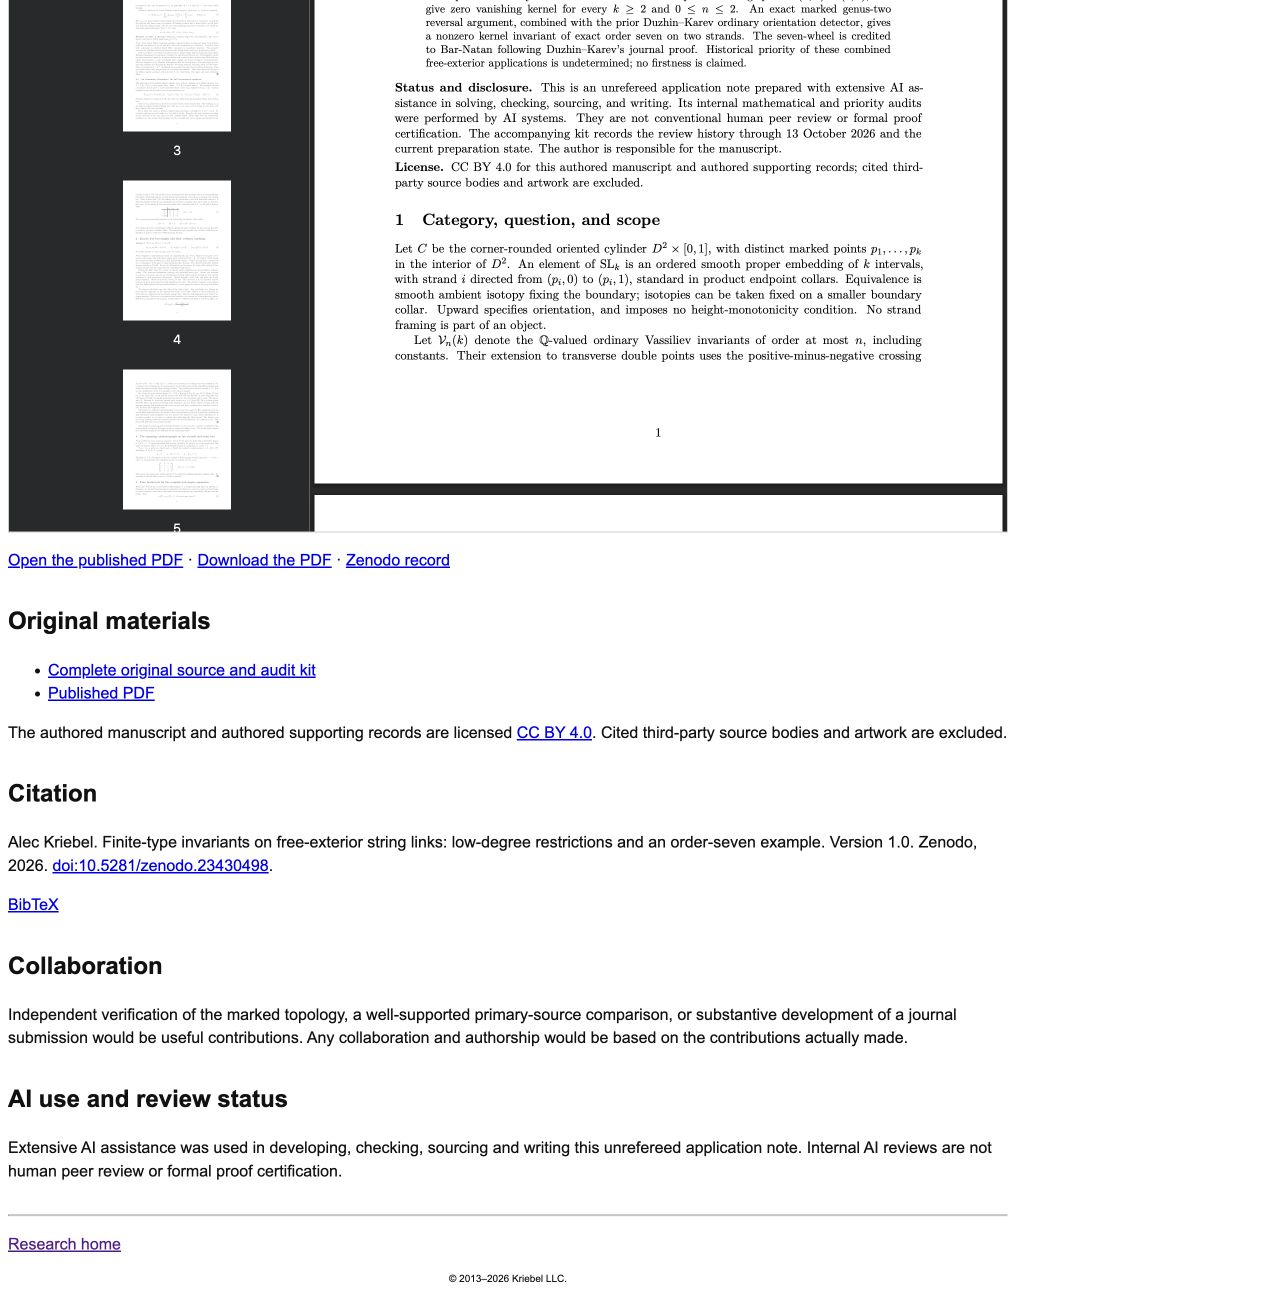 give zero vanishing kernel for every k ≥ 2 and 0 ≤ n ≤ 2. An exact marked genus-two
reversal argument, combined with the prior Duzhin–Karev ordinary orientation detector, gives
a nonzero kernel invariant of exact order seven on two strands. The seven-wheel is credited
to Bar-Natan following Duzhin–Karev's journal proof. Historical priority of these combined
free-exterior applications is undetermined; no firstness is claimed.
Status and disclosure. This is an unrefereed application note prepared with extensive AI as-
sistance in solving, checking, sourcing, and writing. Its internal mathematical and priority audits
were performed by AI systems. They are not conventional human peer review or formal proof
certification. The accompanying kit records the review history through 13 October 2026 and the
current preparation state. The author is responsible for the manuscript.
License. CC BY 4.0 for this authored manuscript and authored supporting records; cited third-
party source bodies and artwork are excluded.
1 Category, question, and scope
Let C be the corner-rounded oriented cylinder D² × [0, 1], with distinct marked points p₁, . . . , pₖ
in the interior of D². An element of SLₖ is an ordered smooth proper embedding of k intervals,
with strand i directed from (pᵢ, 0) to (pᵢ, 1), standard in product endpoint collars. Equivalence is
smooth ambient isotopy fixing the boundary; isotopies can be taken fixed on a smaller boundary
collar. Upward specifies orientation, and imposes no height-monotonicity condition. No strand
framing is part of an object.
Let 𝒱ₙ(k) denote the ℚ-valued ordinary Vassiliev invariants of order at most n, including
constants. Their extension to transverse double points uses the positive-minus-negative crossing
1
3
4
5
Open the published PDF · Download the PDF · Zenodo record
Original materials
• Complete original source and audit kit
• Published PDF
The authored manuscript and authored supporting records are licensed CC BY 4.0. Cited third-party source bodies and artwork are excluded.
Citation
Alec Kriebel. Finite-type invariants on free-exterior string links: low-degree restrictions and an order-seven example. Version 1.0. Zenodo,
2026. doi:10.5281/zenodo.23430498.
BibTeX
Collaboration
Independent verification of the marked topology, a well-supported primary-source comparison, or substantive development of a journal
submission would be useful contributions. Any collaboration and authorship would be based on the contributions actually made.
AI use and review status
Extensive AI assistance was used in developing, checking, sourcing and writing this unrefereed application note. Internal AI reviews are not
human peer review or formal proof certification.
Research home
© 2013–2026 Kriebel LLC.